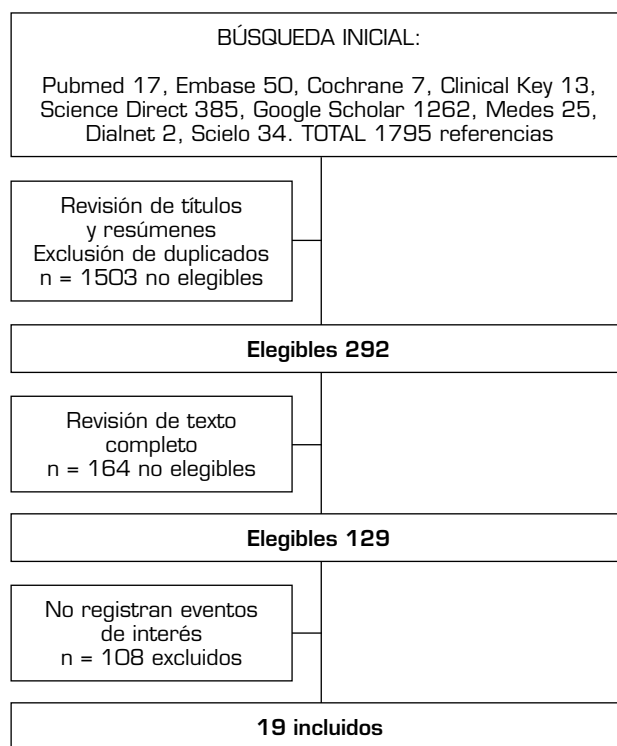 BÚSQUEDA INICIAL:
Pubmed 17, Embase 50, Cochrane 7, Clinical Key 13,
Science Direct 385, Google Scholar 1262, Medes 25,
Dialnet 2, Scielo 34. TOTAL 1795 referencias
Revisión de títulos
y resúmenes
Exclusión de duplicados
n = 1503 no elegibles
Elegibles 292
Revisión de texto
completo
n = 164 no elegibles
Elegibles 129
No registran eventos
de interés
n = 108 excluidos
19 incluidos